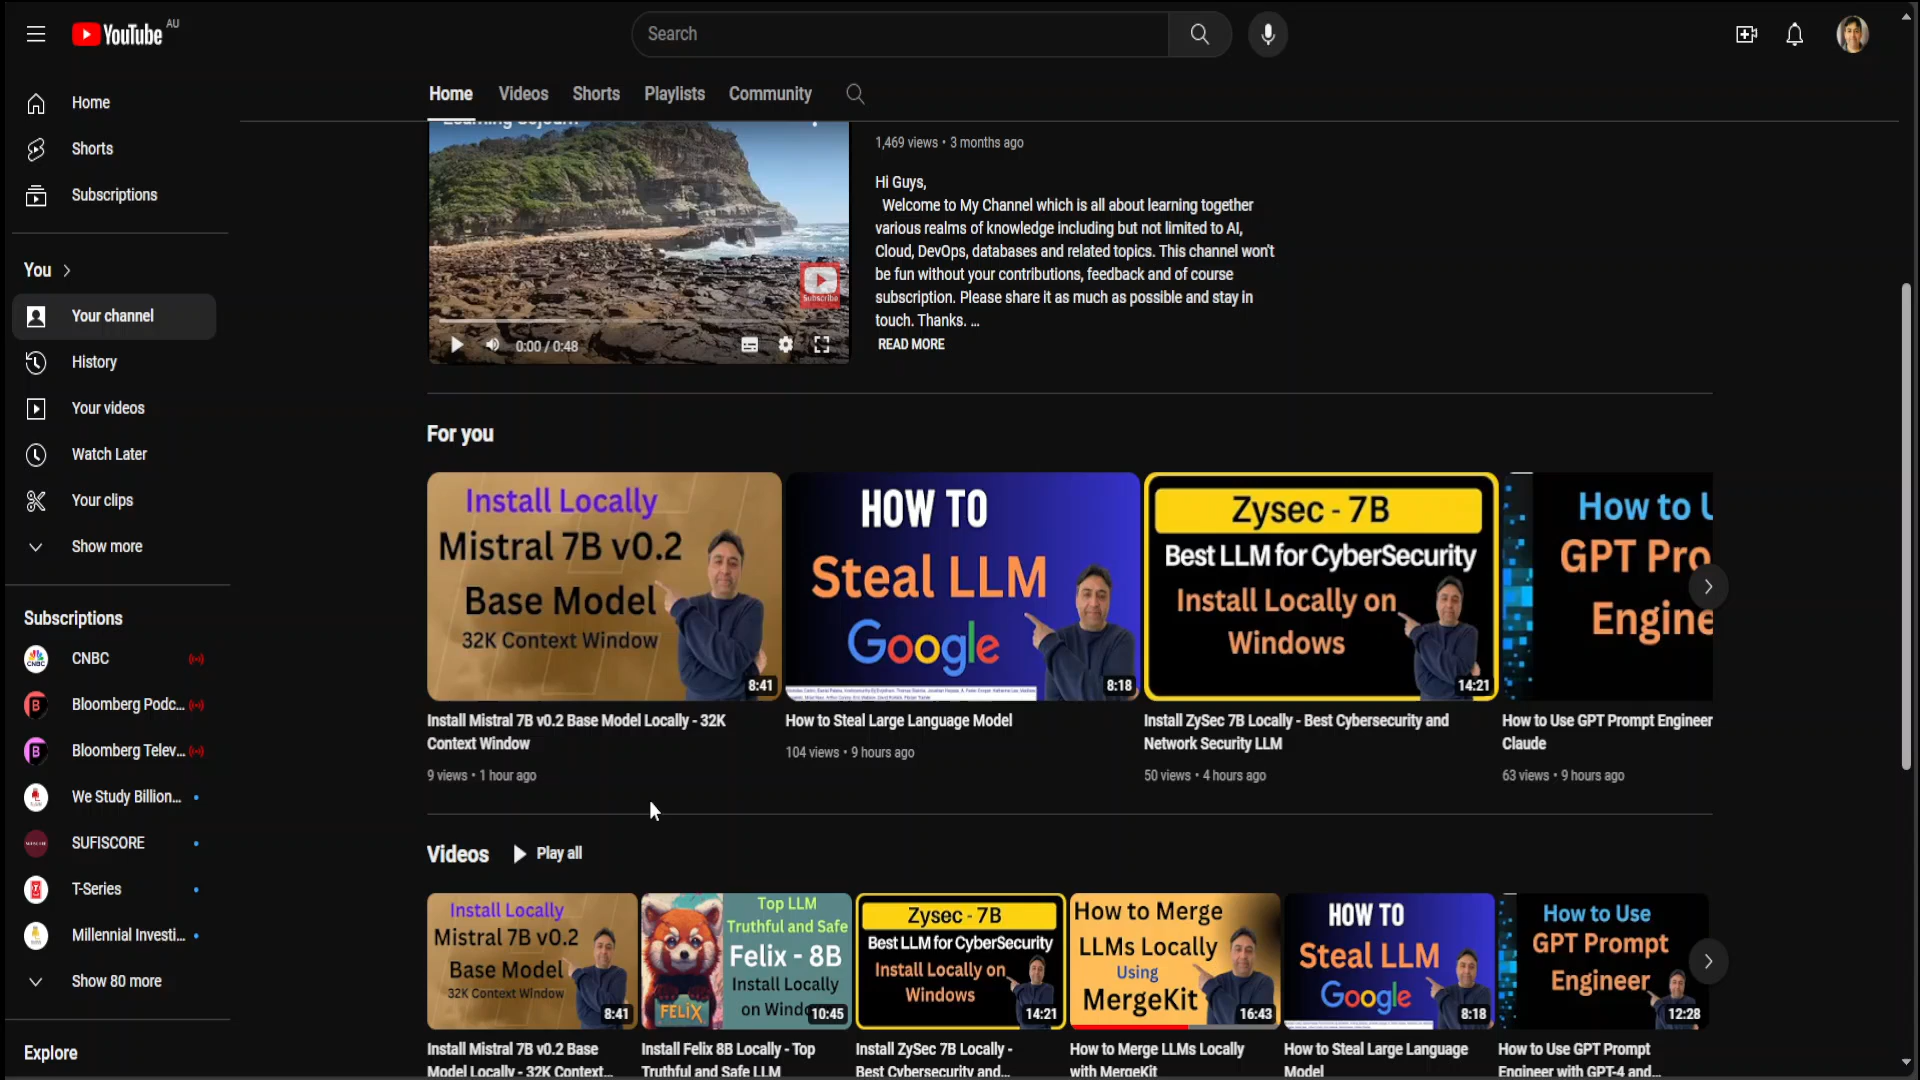 YouTube AU
Search
Home
Shorts
Subscriptions
You
Your channel
History
Your videos
Watch Later
Your clips
Show more
Subscriptions
CNBC
Bloomberg Podc...
Bloomberg Telev...
We Study Billion...
SUFISCORE
T-Series
Millennial Investi...
Show 80 more
Explore
Home Videos Shorts Playlists Community
Learning Sojourn
Subscribe
0:00 / 0:48
1,469 views • 3 months ago
Hi Guys,
Welcome to My Channel which is all about learning together
various realms of knowledge including but not limited to AI,
Cloud, DevOps, databases and related topics. This channel won't
be fun without your contributions, feedback and of course
subscription. Please share it as much as possible and stay in
touch. Thanks. ...
READ MORE
For you
Install Locally
Mistral 7B v0.2
Base Model
32K Context Window
8:41
Install Mistral 7B v0.2 Base Model Locally - 32K
Context Window
9 views • 1 hour ago
HOW TO
Steal LLM
Google
8:18
How to Steal Large Language Model
104 views • 9 hours ago
Zysec - 7B
Best LLM for CyberSecurity
Install Locally on
Windows
14:21
Install ZySec 7B Locally - Best Cybersecurity and
Network Security LLM
50 views • 4 hours ago
How to U
GPT Pro
Engine
How to Use GPT Prompt Engineer
Claude
63 views • 9 hours ago
Videos Play all
Install Locally
Mistral 7B v0.2
Base Model
32K Context Window
8:41
Install Mistral 7B v0.2 Base
Model Locally - 32K Context...
Top LLM
Truthful and Safe
Felix - 8B
Install Locally
on Windo
FELIX
10:45
Install Felix 8B Locally - Top
Truthful and Safe LLM
Zysec - 7B
Best LLM for CyberSecurity
Install Locally on
Windows
14:21
Install ZySec 7B Locally -
Best Cybersecurity and...
How to Merge
LLMs Locally
Using
MergeKit
16:43
How to Merge LLMs Locally
with MergeKit
HOW TO
Steal LLM
Google
8:18
How to Steal Large Language
Model
How to Use
GPT Prompt
Engineer
12:28
How to Use GPT Prompt
Engineer with GPT-4 and...